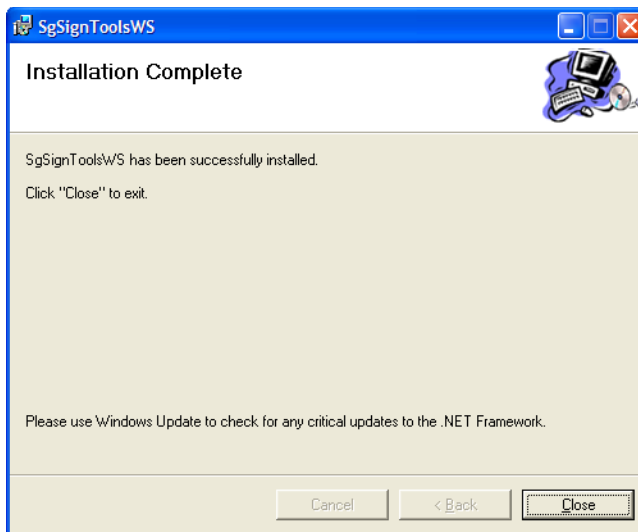 SgSignToolsWS
Installation Complete
SgSignToolsWS has been successfully installed.
Click "Close" to exit.
Please use Windows Update to check for any critical updates to the .NET Framework.
Cancel
< Back
Close